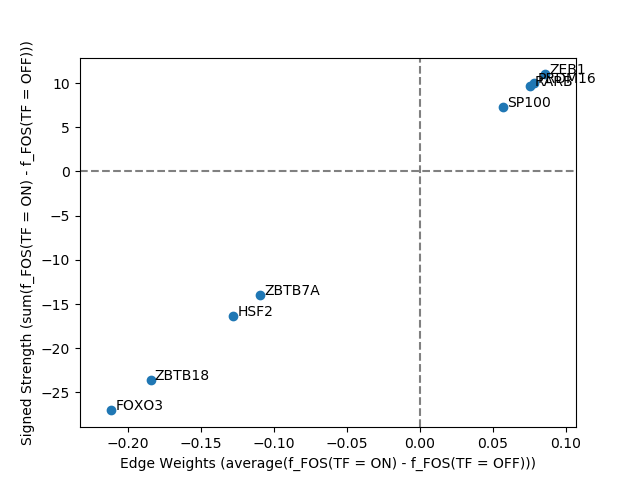 ZEB1
PRDM16
RARB
SP100
ZBTB7A
HSF2
ZBTB18
FOXO3
10
5
0
−5
−10
−15
−20
−25
−0.20
−0.15
−0.10
−0.05
0.00
0.05
0.10
Edge Weights (average(f_FOS(TF = ON) - f_FOS(TF = OFF)))
Signed Strength (sum(f_FOS(TF = ON) - f_FOS(TF = OFF)))